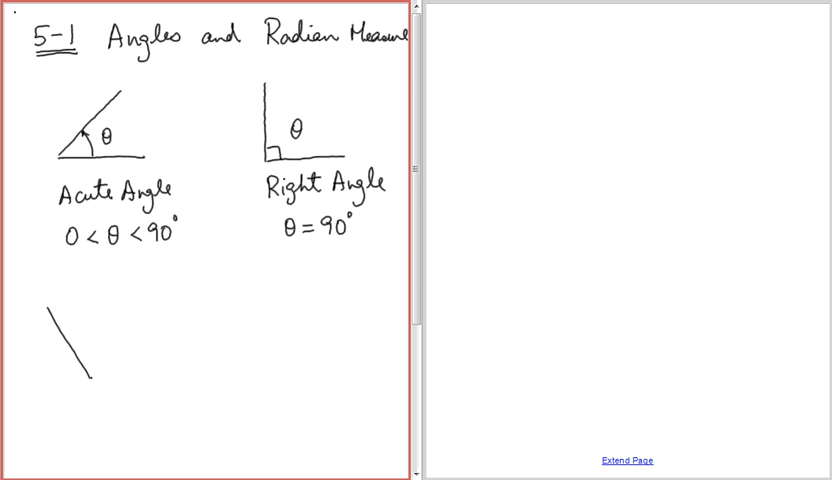 5-1 Angles and Radian Measure
θ
θ
Acute Angle
Right Angle
0 < θ < 90°
θ = 90°
Extend Page